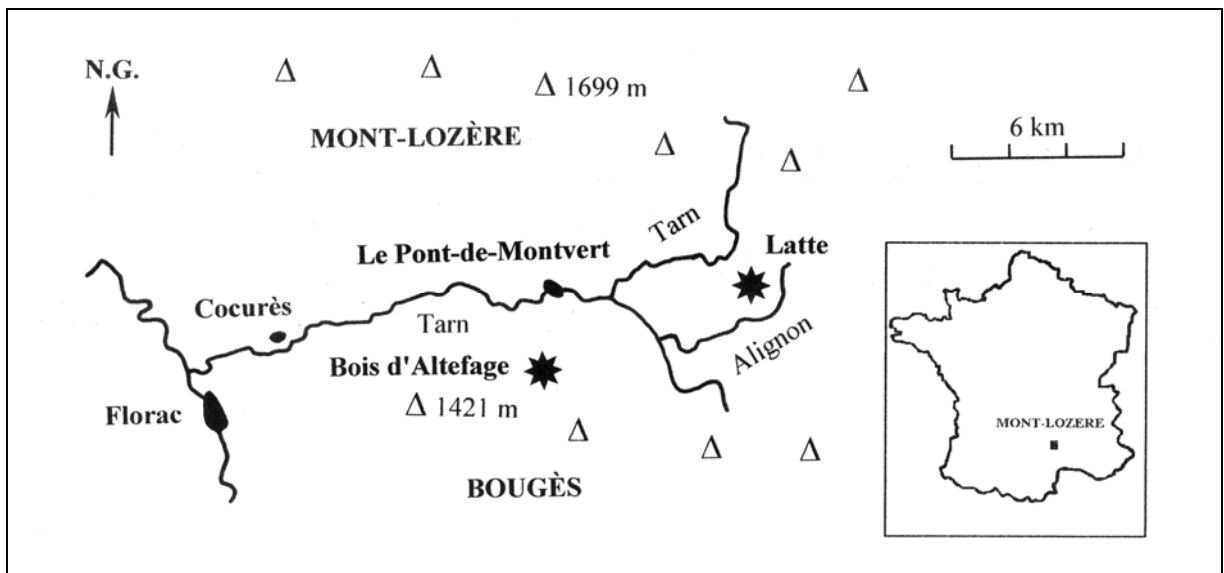 N.G.
Δ Δ Δ 1699 m Δ
MONT-LOZÈRE
6 km
Δ Δ
Tarn
Latte
Le Pont-de-Montvert
Cocurès
Tarn
Alignon
Bois d'Altefage
Δ 1421 m
Florac
Δ Δ Δ
BOUGÈS
MONT-LOZERE